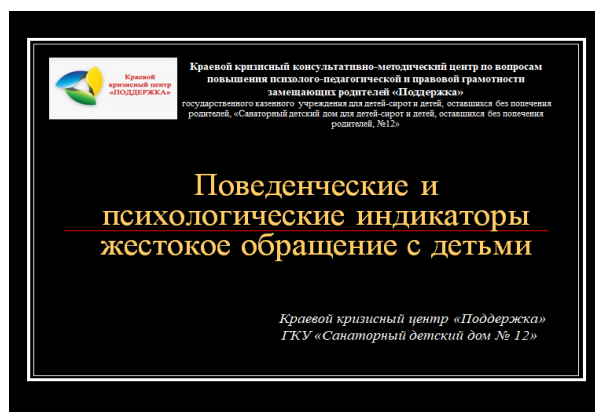 Краевой
кризисный центр
«ПОДДЕРЖКА»
Краевой кризисный консультативно-методический центр по вопросам
повышения психолого-педагогической и правовой грамотности
замещающих родителей «Поддержка»
государственного казенного учреждения для детей-сирот и детей, оставшихся без попечения
родителей, «Санаторный детский дом для детей-сирот и детей, оставшихся без попечения
родителей, №12»
Поведенческие и
психологические индикаторы
жестокое обращение с детьми
Краевой кризисный центр «Поддержка»
ГКУ «Санаторный детский дом № 12»